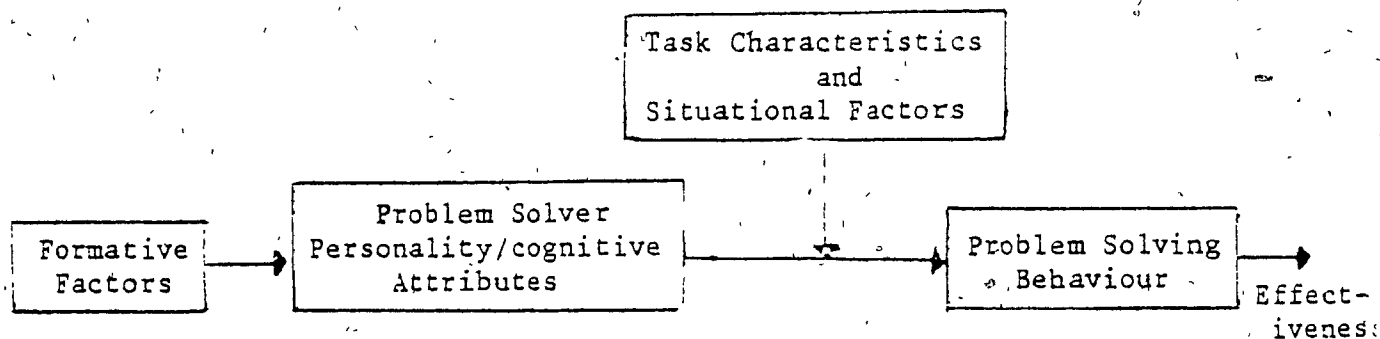 Task Characteristics
and
Situational Factors
Problem Solver
Personality/cognitive
Attributes
Formative
Factors
Problem Solving
Behaviour
Effect-
iveness